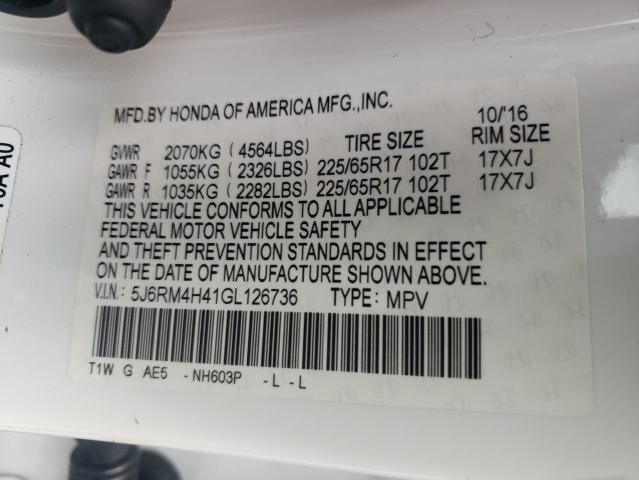 MFD.BY HONDA OF AMERICA MFG.,INC. 10/16
GVWR 2070KG ( 4564LBS) TIRE SIZE RIM SIZE
GAWR F 1055KG ( 2326LBS) 225/65R17 102T 17X7J
GAWR R 1035KG ( 2282LBS) 225/65R17 102T 17X7J
THIS VEHICLE CONFORMS TO ALL APPLICABLE
FEDERAL MOTOR VEHICLE SAFETY
AND THEFT PREVENTION STANDARDS IN EFFECT
ON THE DATE OF MANUFACTURE SHOWN ABOVE.
V.I.N.: 5J6RM4H41GL126736 TYPE: MPV
T1W G AE5 -NH603P -L-L